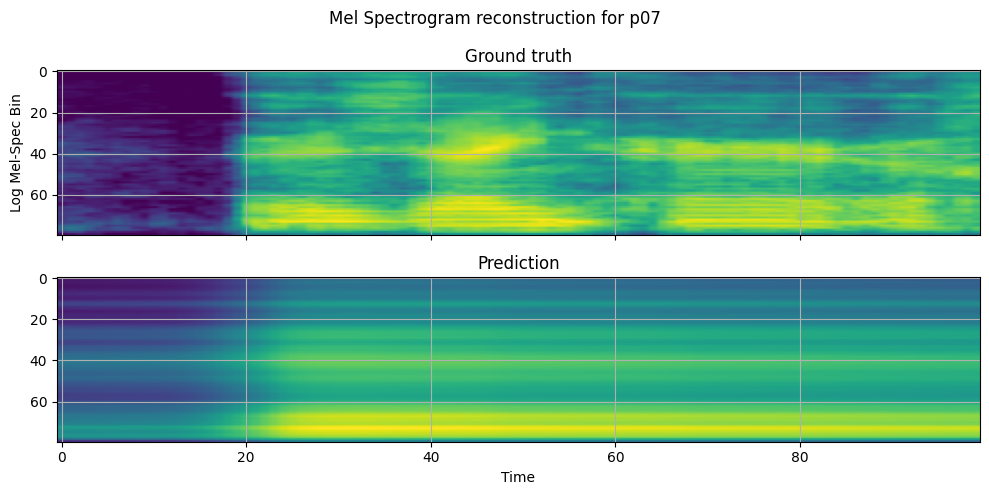 Mel Spectrogram reconstruction for p07
Ground truth
0
20
40
60
Log Mel-Spec Bin
Prediction
0
20
40
60
0 20 40 60 80
Time